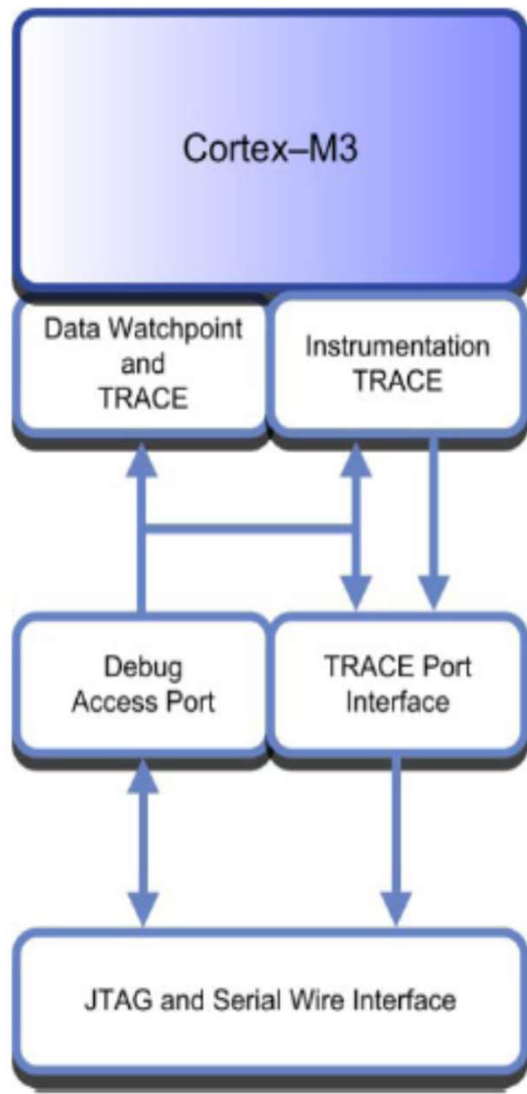 Cortex–M3
Data Watchpoint
and
TRACE
Instrumentation
TRACE
Debug
Access Port
TRACE Port
Interface
JTAG and Serial Wire Interface